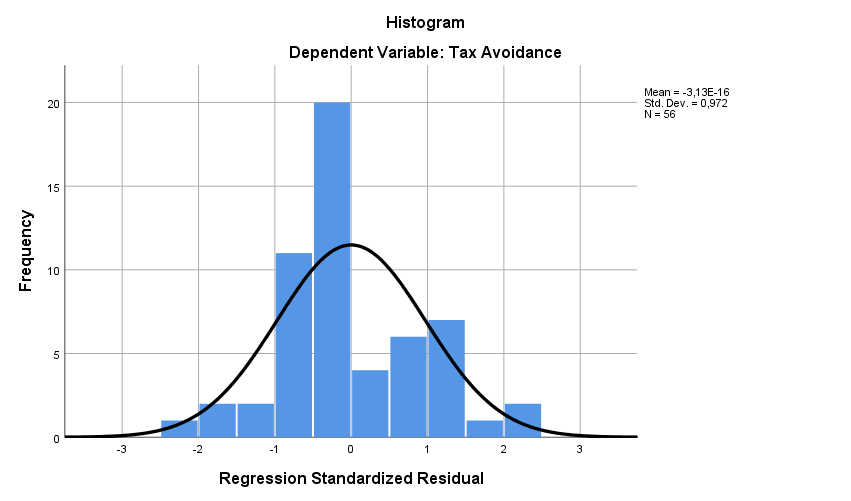 Histogram
Dependent Variable: Tax Avoidance
Mean = -3,13E-16
Std. Dev. = 0,972
N = 56
20
15
10
5
0
Frequency
-3
-2
-1
0
1
2
3
Regression Standardized Residual